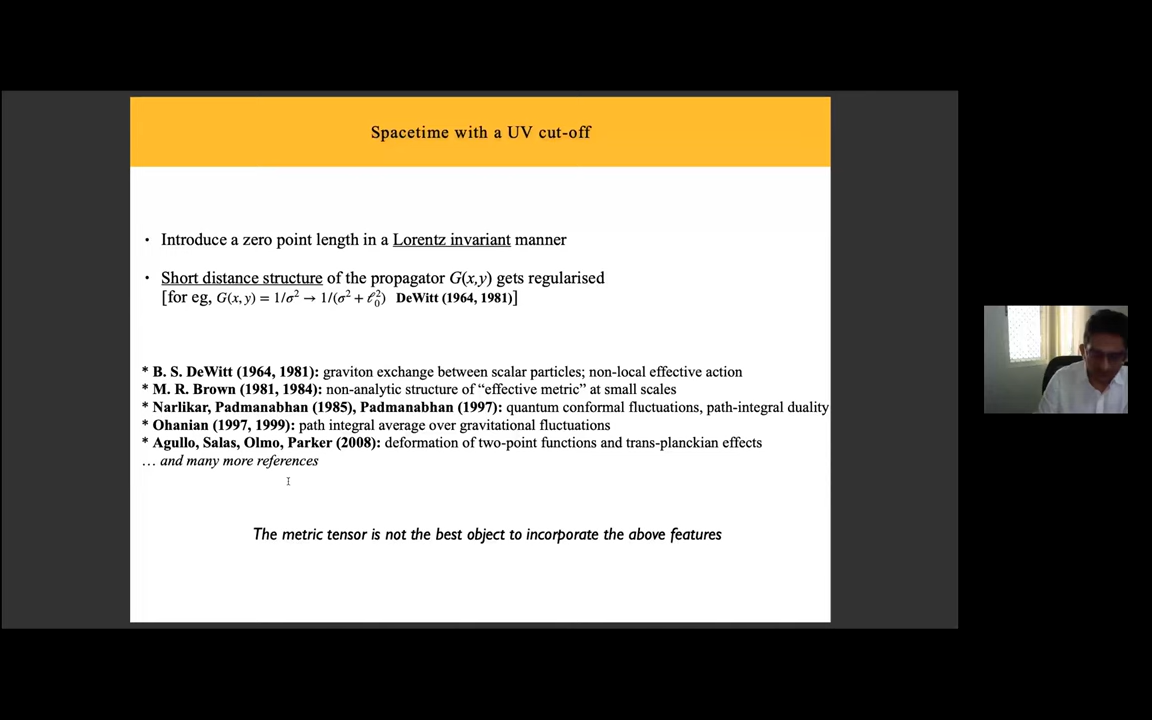 Spacetime with a UV cut-off
• Introduce a zero point length in a Lorentz invariant manner
• Short distance structure of the propagator G(x,y) gets regularised
[for eg, G(x, y) = 1/σ² → 1/(σ² + ℓ₀²) DeWitt (1964, 1981)]
* B. S. DeWitt (1964, 1981): graviton exchange between scalar particles; non-local effective action
* M. R. Brown (1981, 1984): non-analytic structure of “effective metric” at small scales
* Narlikar, Padmanabhan (1985), Padmanabhan (1997): quantum conformal fluctuations, path-integral duality
* Ohanian (1997, 1999): path integral average over gravitational fluctuations
* Agullo, Salas, Olmo, Parker (2008): deformation of two-point functions and trans-planckian effects
… and many more references
The metric tensor is not the best object to incorporate the above features